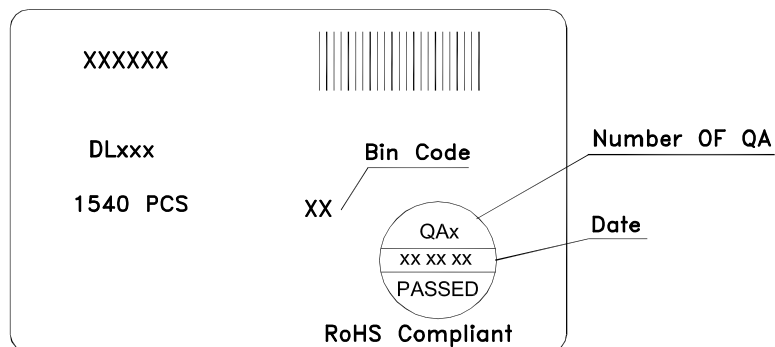 XXXXXX
DLxxx
Bin Code
Number OF QA
1540 PCS
XX
QAx
Date
xx xx xx
PASSED
RoHS Compliant